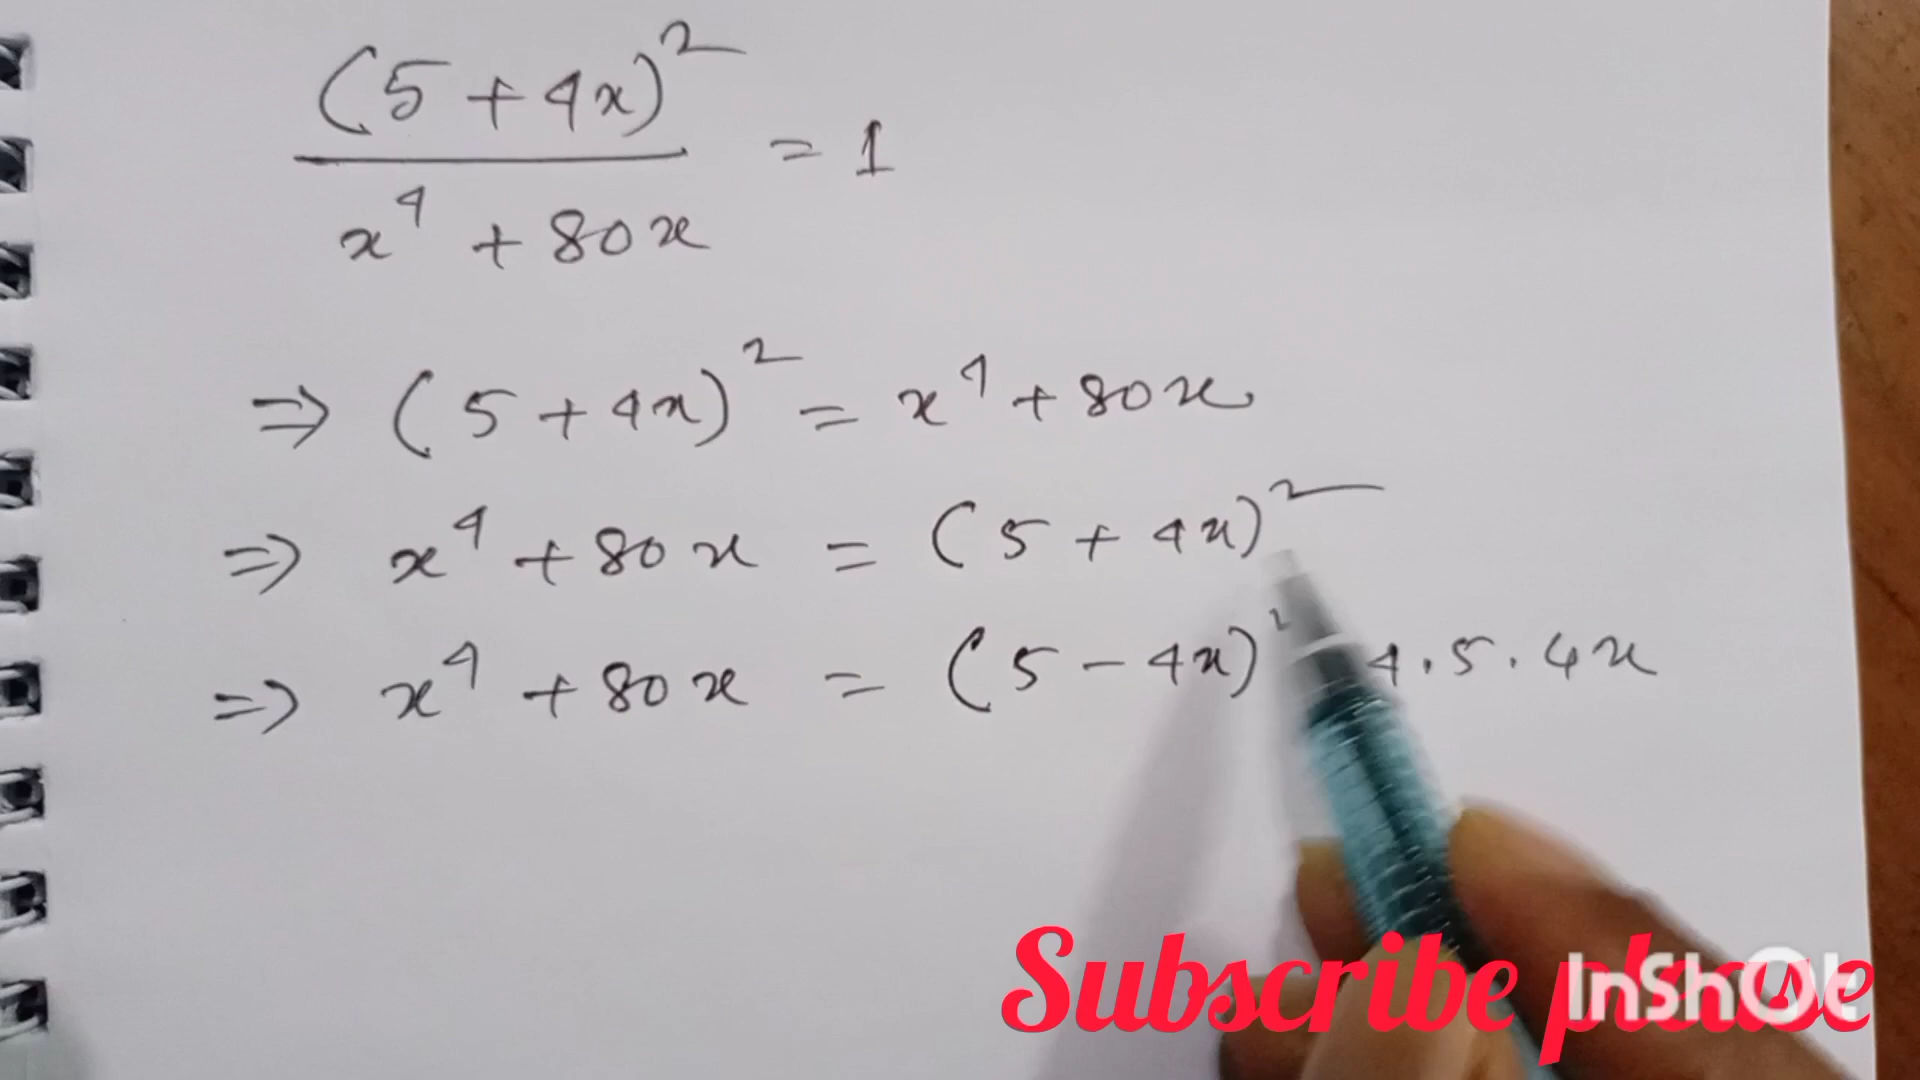 (5+4x)²
/ x⁴+80x = 1
⇒ (5+4x)² = x⁴+80x
⇒ x⁴+80x = (5+4x)²
⇒ x⁴+80x = (5-4x)² 4.5.4x
Subscribe please
InShOt